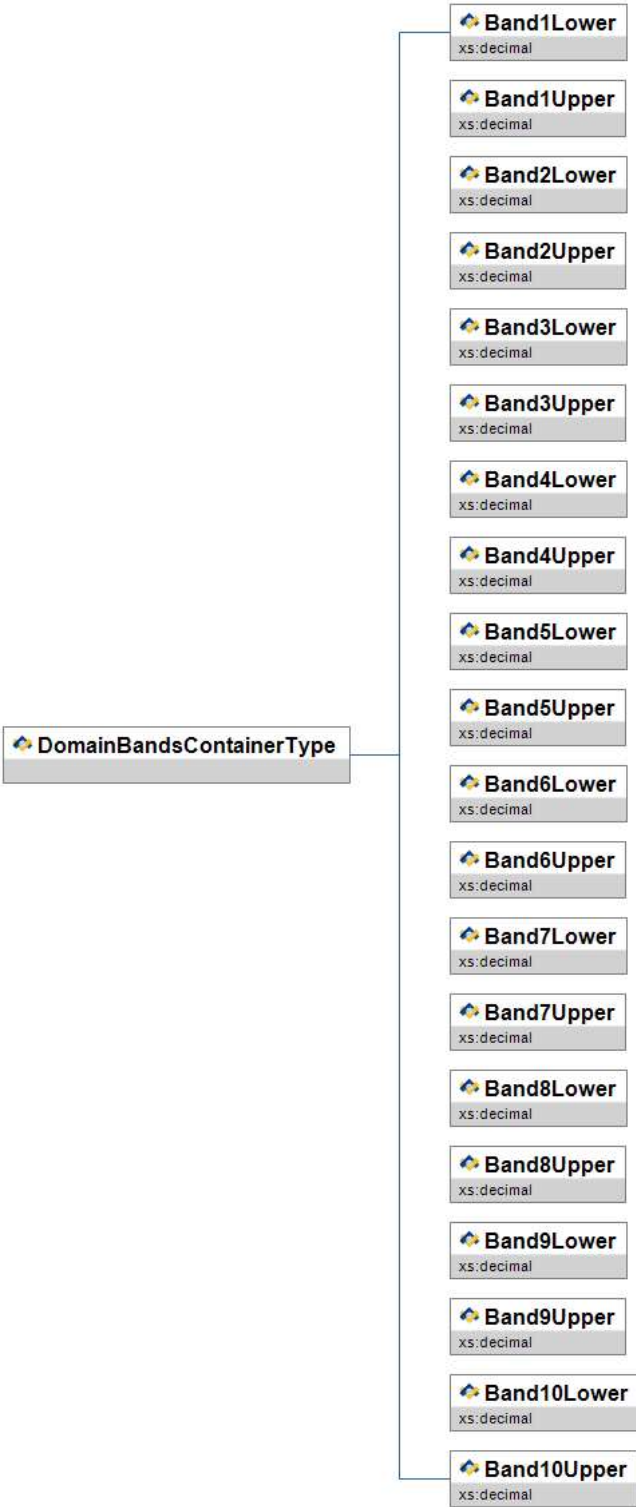 Band1Lower
xs:decimal
Band1Upper
xs:decimal
Band2Lower
xs:decimal
Band2Upper
xs:decimal
Band3Lower
xs:decimal
Band3Upper
xs:decimal
Band4Lower
xs:decimal
Band4Upper
xs:decimal
Band5Lower
xs:decimal
Band5Upper
xs:decimal
DomainBandsContainerType
Band6Lower
xs:decimal
Band6Upper
xs:decimal
Band7Lower
xs:decimal
Band7Upper
xs:decimal
Band8Lower
xs:decimal
Band8Upper
xs:decimal
Band9Lower
xs:decimal
Band9Upper
xs:decimal
Band10Lower
xs:decimal
Band10Upper
xs:decimal